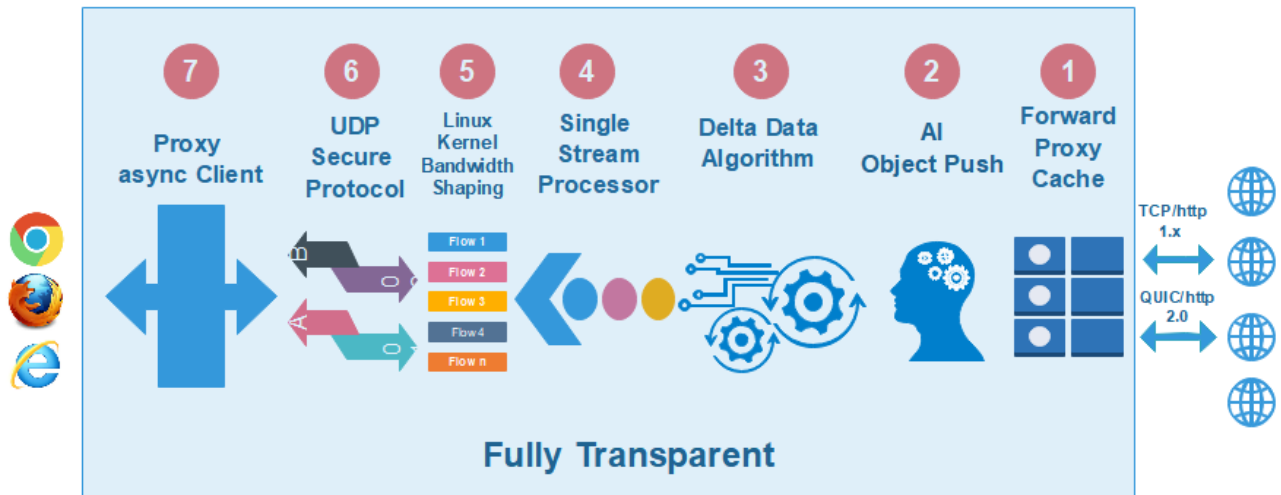 7
Proxy
async Client
6
UDP
Secure
Protocol
5
Linux
Kernel
Bandwidth
Shaping
4
Single
Stream
Processor
3
Delta Data
Algorithm
2
AI
Object Push
1
Forward
Proxy
Cache
B
O
A
O
Flow 1
Flow 2
Flow 3
Flow 4
Flow n
TCP/http
1.x
QUIC/http
2.0
Fully Transparent